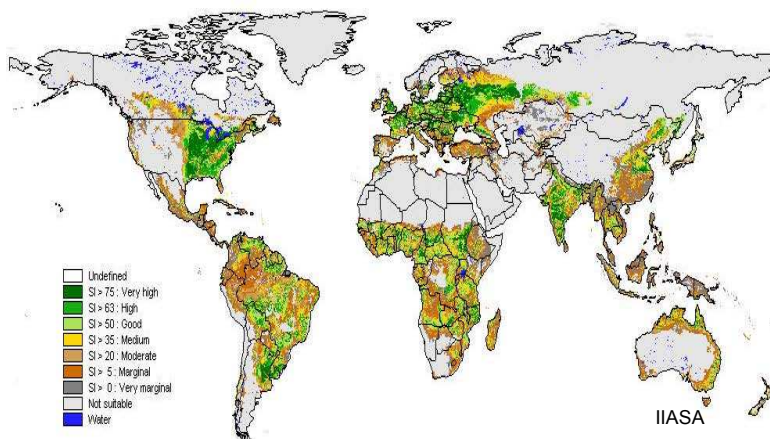 Undefined
SI > 75 : Very high
SI > 63 : High
SI > 50 : Good
SI > 35 : Medium
SI > 20 : Moderate
SI > 5 : Marginal
SI > 0 : Very marginal
Not suitable
Water
IIASA